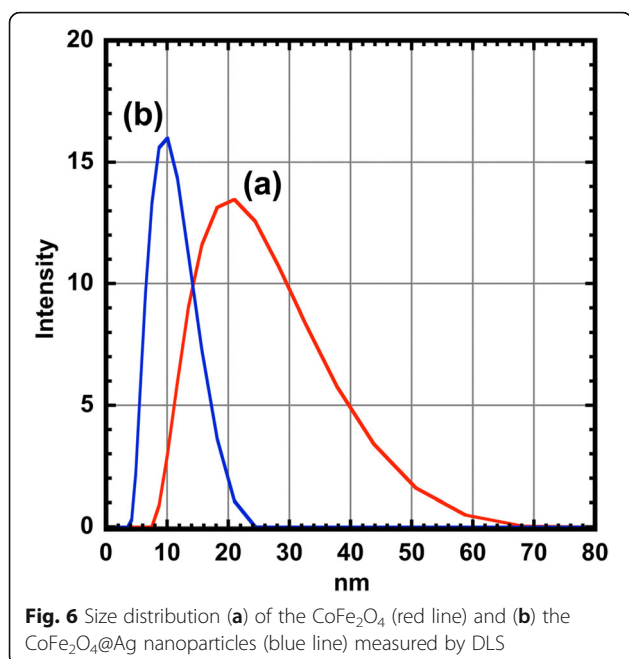 20
15
10
5
0
Intensity
(b)
(a)
0 10 20 30 40 50 60 70 80
nm
Fig. 6 Size distribution (a) of the CoFe₂O₄ (red line) and (b) the
CoFe₂O₄@Ag nanoparticles (blue line) measured by DLS